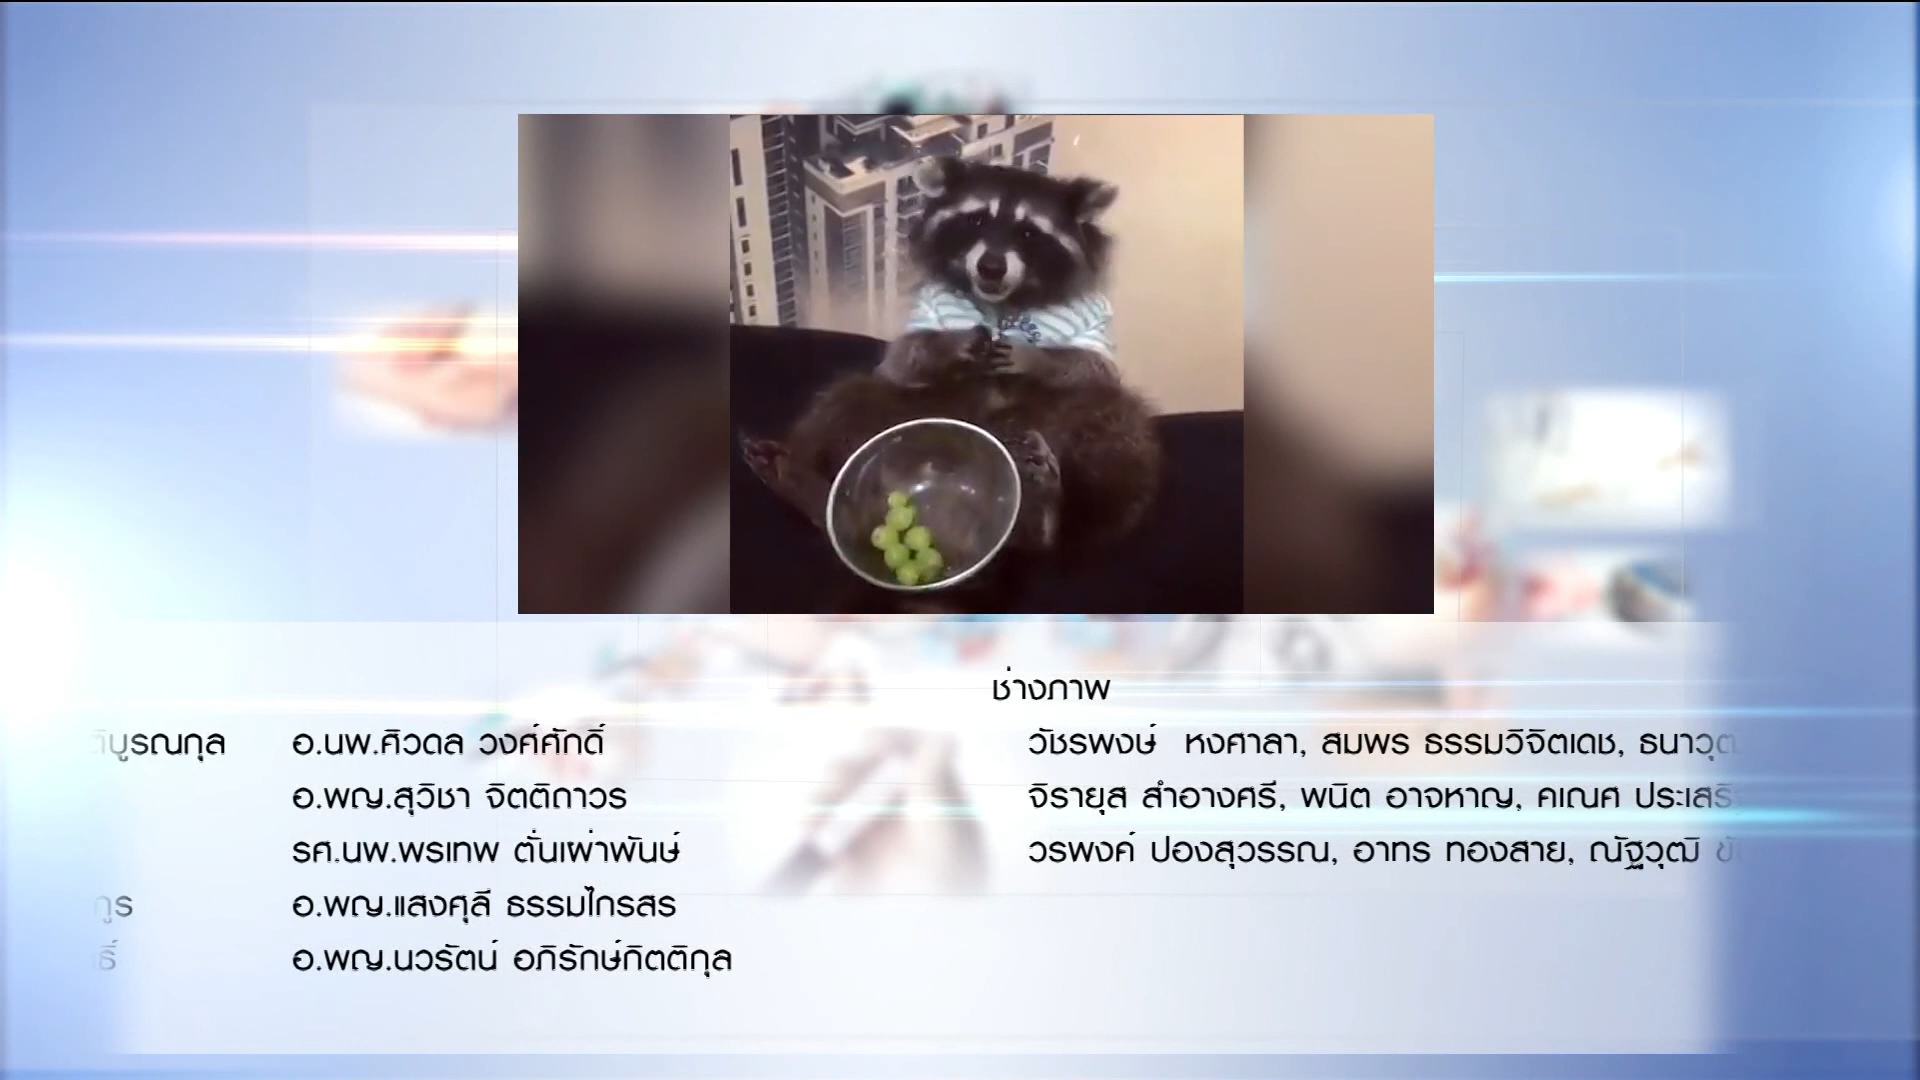 ช่างภาพ
อ.นพ.ศิวดล วงศ์ศักดิ์
วัชรพงษ์ หงศาลา, สมพร ธรรมวิจิตเดช,
อ.พญ.สุวิชา จิตติถาวร
จิรายุส สำอางศรี, พนิต อาจหาญ, คเณศ
รศ.นพ.พรเทพ ตั่นเผ่าพันษ์
วรพงค์ ปองสุวรรณ, อาทร ทองสาย, ณัฐวุฒิ
อ.พญ.แสงศุลี ธรรมไกรสร
อ.พญ.นวรัตน์ อภิรักษ์กิตติกุล